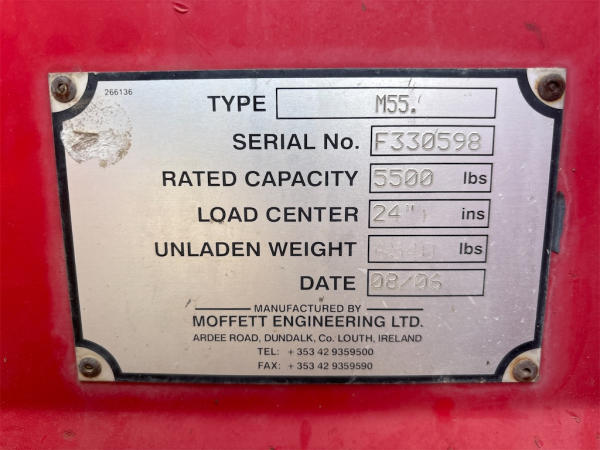 266136
TYPE M55.
SERIAL No. F330598
RATED CAPACITY 5500 lbs
LOAD CENTER 24" ins
UNLADEN WEIGHT lbs
DATE 08/06
MANUFACTURED BY
MOFFETT ENGINEERING LTD.
ARDEE ROAD, DUNDALK, Co. LOUTH, IRELAND
TEL: + 353 42 9359500
FAX: + 353 42 9359590